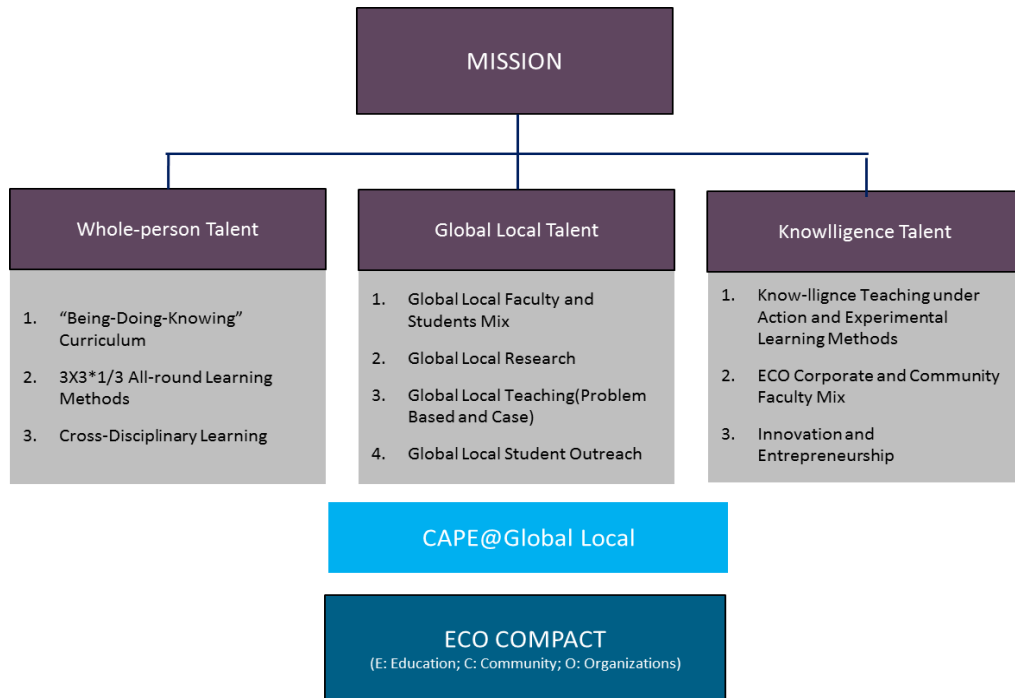 MISSION
Whole-person Talent
1. “Being-Doing-Knowing”
Curriculum
2. 3X3*1/3 All-round Learning
Methods
3. Cross-Disciplinary Learning
Global Local Talent
1. Global Local Faculty and
Students Mix
2. Global Local Research
3. Global Local Teaching(Problem
Based and Case)
4. Global Local Student Outreach
Knowlligence Talent
1. Know-llignce Teaching under
Action and Experimental
Learning Methods
2. ECO Corporate and Community
Faculty Mix
3. Innovation and
Entrepreneurship
CAPE@Global Local
ECO COMPACT
(E: Education; C: Community; O: Organizations)